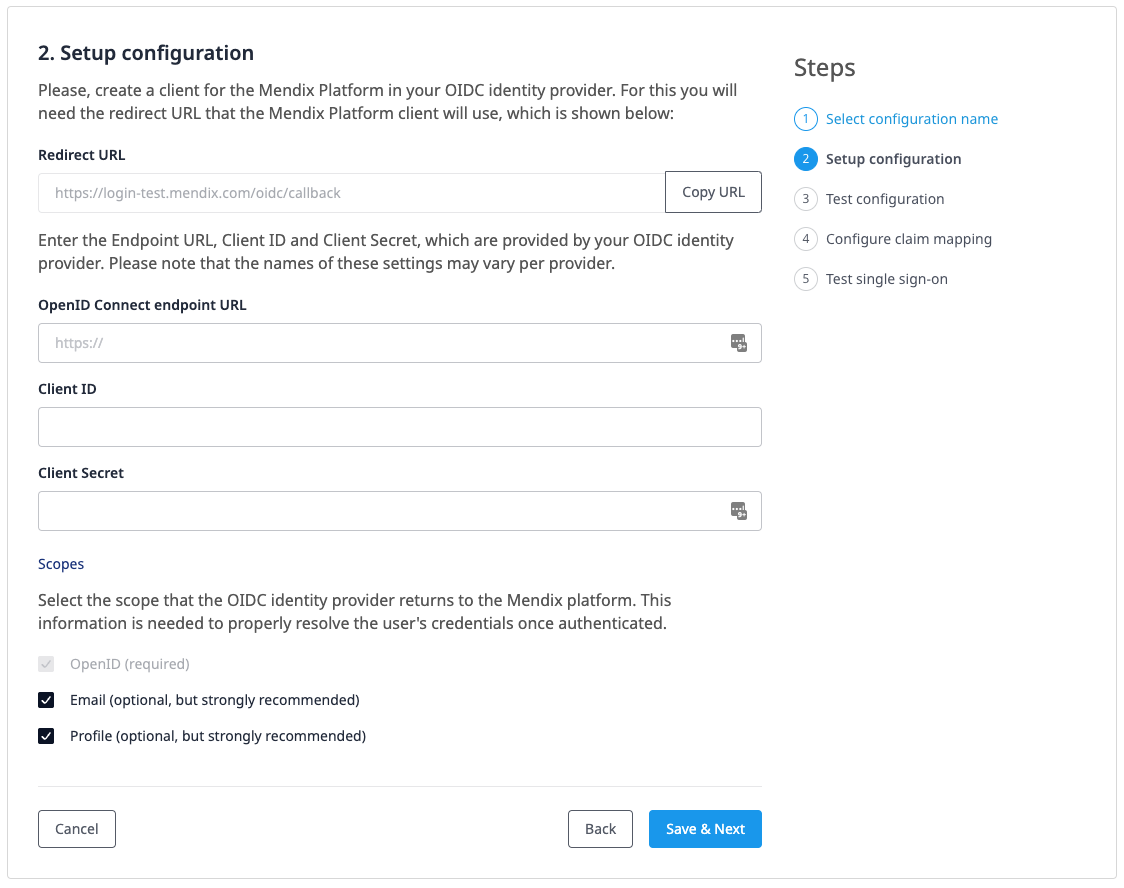 2. Setup configuration
Please, create a client for the Mendix Platform in your OIDC identity provider. For this you will
need the redirect URL that the Mendix Platform client will use, which is shown below:
Redirect URL
https://login-test.mendix.com/oidc/callback
Copy URL
Enter the Endpoint URL, Client ID and Client Secret, which are provided by your OIDC identity
provider. Please note that the names of these settings may vary per provider.
OpenID Connect endpoint URL
https://
Client ID
Client Secret
Scopes
Select the scope that the OIDC identity provider returns to the Mendix platform. This
information is needed to properly resolve the user's credentials once authenticated.
OpenID (required)
Email (optional, but strongly recommended)
Profile (optional, but strongly recommended)
Cancel
Back
Save & Next
Steps
1 Select configuration name
2 Setup configuration
3 Test configuration
4 Configure claim mapping
5 Test single sign-on